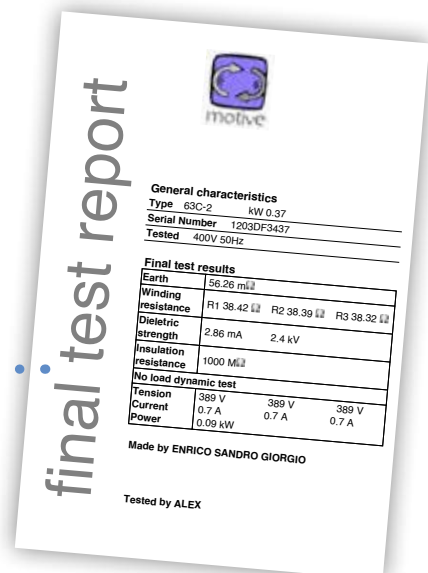 final test report
motive
General characteristics
Type 63C-2 kW 0.37
Serial Number 1203DF3437
Tested 400V 50Hz
Final test results
Earth 56.26 mΩ
Winding resistance R1 38.42 Ω R2 38.39 Ω R3 38.32 Ω
Dieletric strength 2.86 mA 2.4 kV
Insulation resistance 1000 MΩ
No load dynamic test
Tension 389 V 389 V 389 V
Current 0.7 A 0.7 A 0.7 A
Power 0.09 kW
Made by ENRICO SANDRO GIORGIO
Tested by ALEX